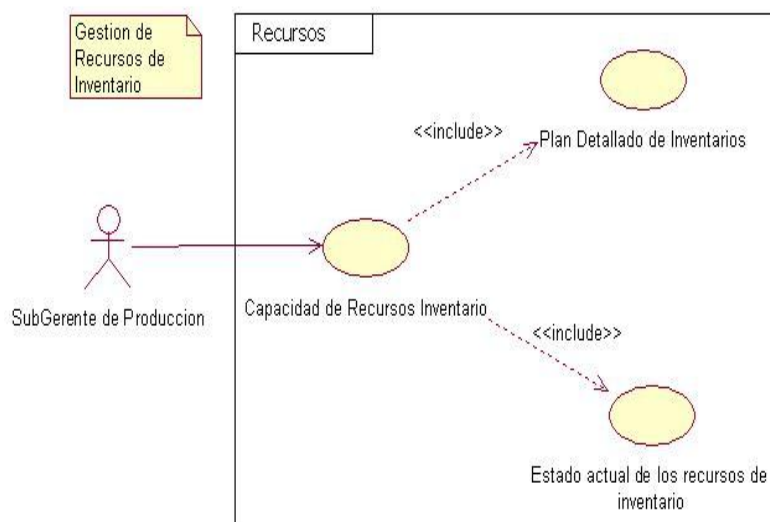 Gestion de
Recursos de
Inventario
Recursos
<<include>>
Plan Detallado de Inventarios
SubGerente de Produccion
Capacidad de Recursos Inventario
<<include>>
Estado actual de los recursos de
inventario